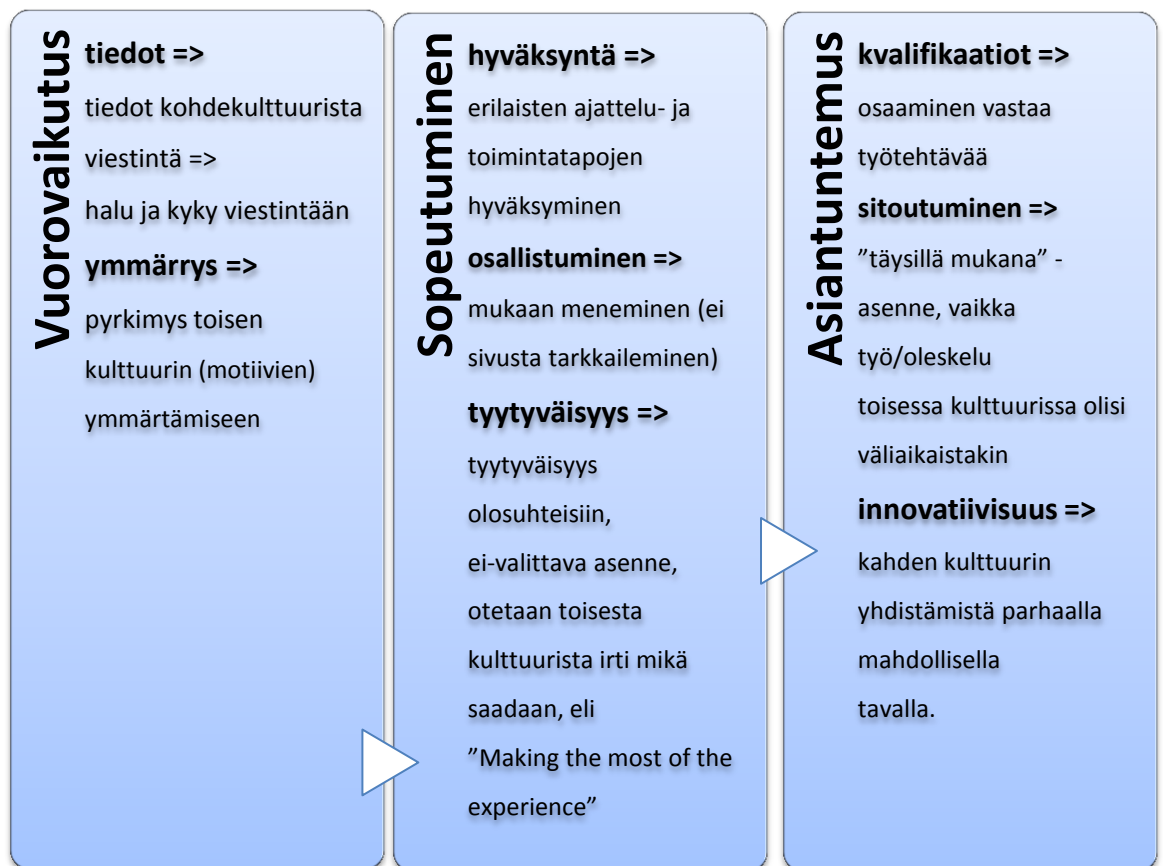 Vuorovaikutus
tiedot =>
tiedot kohdekulttuurista
viestintä =>
halu ja kyky viestintään
ymmärrys =>
pyrkimys toisen
kulttuurin (motiivien)
ymmärtämiseen
Sopeutuminen
hyväksyntä =>
erilaisten ajattelu- ja
toimintatapojen
hyväksyminen
osallistuminen =>
mukaan meneminen (ei
sivusta tarkkaileminen)
tyytyväisyys =>
tyytyväisyys
olosuhteisiin,
ei-valittava asenne,
otetaan toisesta
kulttuurista irti mikä
saadaan, eli
”Making the most of the
experience”
Asiantuntemus
kvalifikaatiot =>
osaaminen vastaa
työtehtävää
sitoutuminen =>
”täysillä mukana” -
asenne, vaikka
työ/oleskelu
toisessa kulttuurissa olisi
väliaikaistakin
innovatiivisuus =>
kahden kulttuurin
yhdistämistä parhaalla
mahdollisella
tavalla.